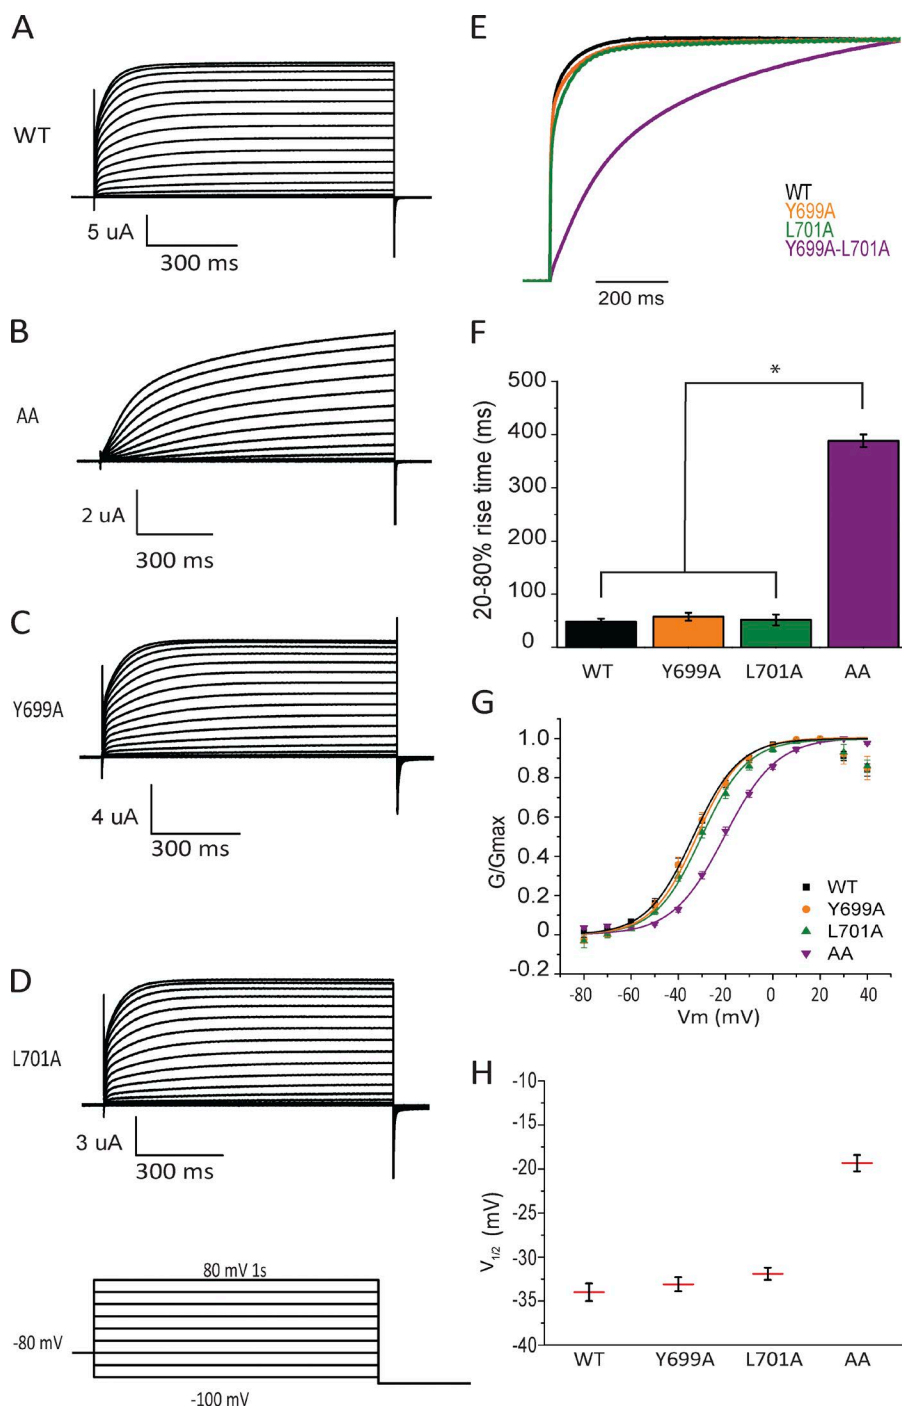 A
WT
5 uA
300 ms
B
AA
2 uA
300 ms
C
Y699A
4 uA
300 ms
D
L701A
3 uA
300 ms
80 mV 1s
-80 mV
-100 mV
E
WT
Y699A
L701A
Y699A-L701A
200 ms
F
20-80% rise time (ms)
500
400
300
200
100
0
*
WT Y699A L701A AA
G
G/Gmax
1.0
0.8
0.6
0.4
0.2
0
-0.2
WT
Y699A
L701A
AA
-80 -60 -40 -20 0 20 40
Vm (mV)
H
V1/2 (mV)
-10
-15
-20
-25
-30
-35
-40
WT Y699A L701A AA